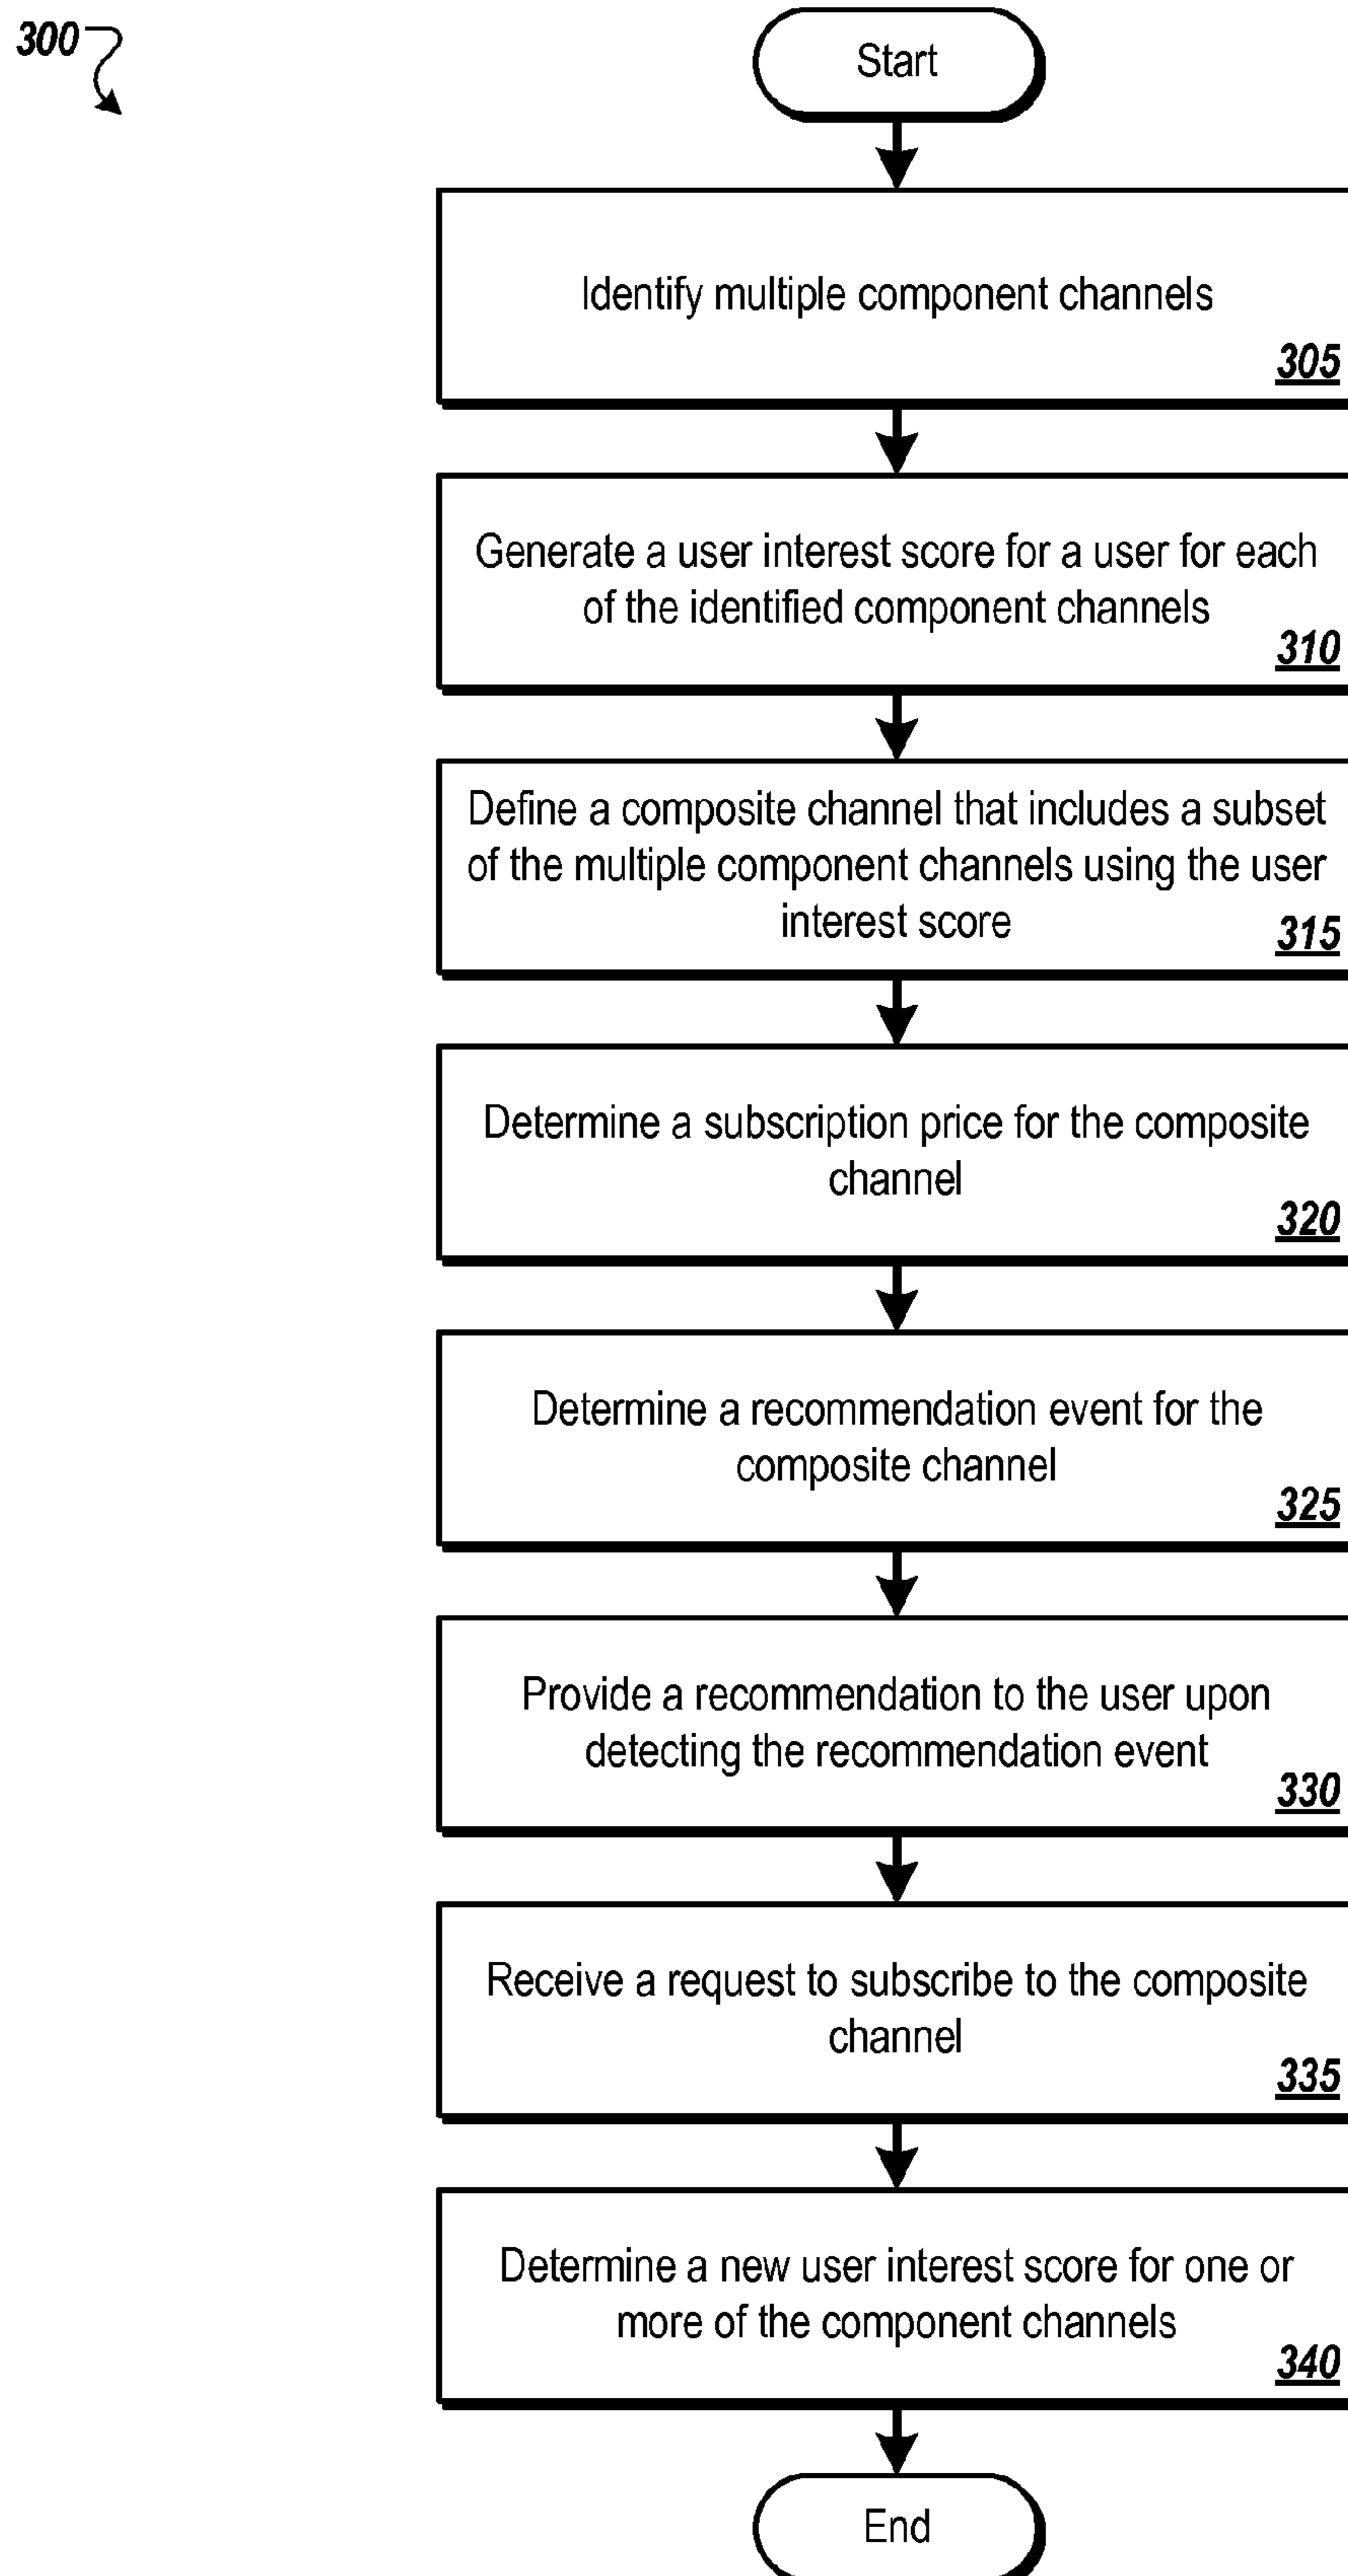 300
Start
Identify multiple component channels
305
Generate a user interest score for a user for each
of the identified component channels
310
Define a composite channel that includes a subset
of the multiple component channels using the user
interest score
315
Determine a subscription price for the composite
channel
320
Determine a recommendation event for the
composite channel
325
Provide a recommendation to the user upon
detecting the recommendation event
330
Receive a request to subscribe to the composite
channel
335
Determine a new user interest score for one or
more of the component channels
340
End